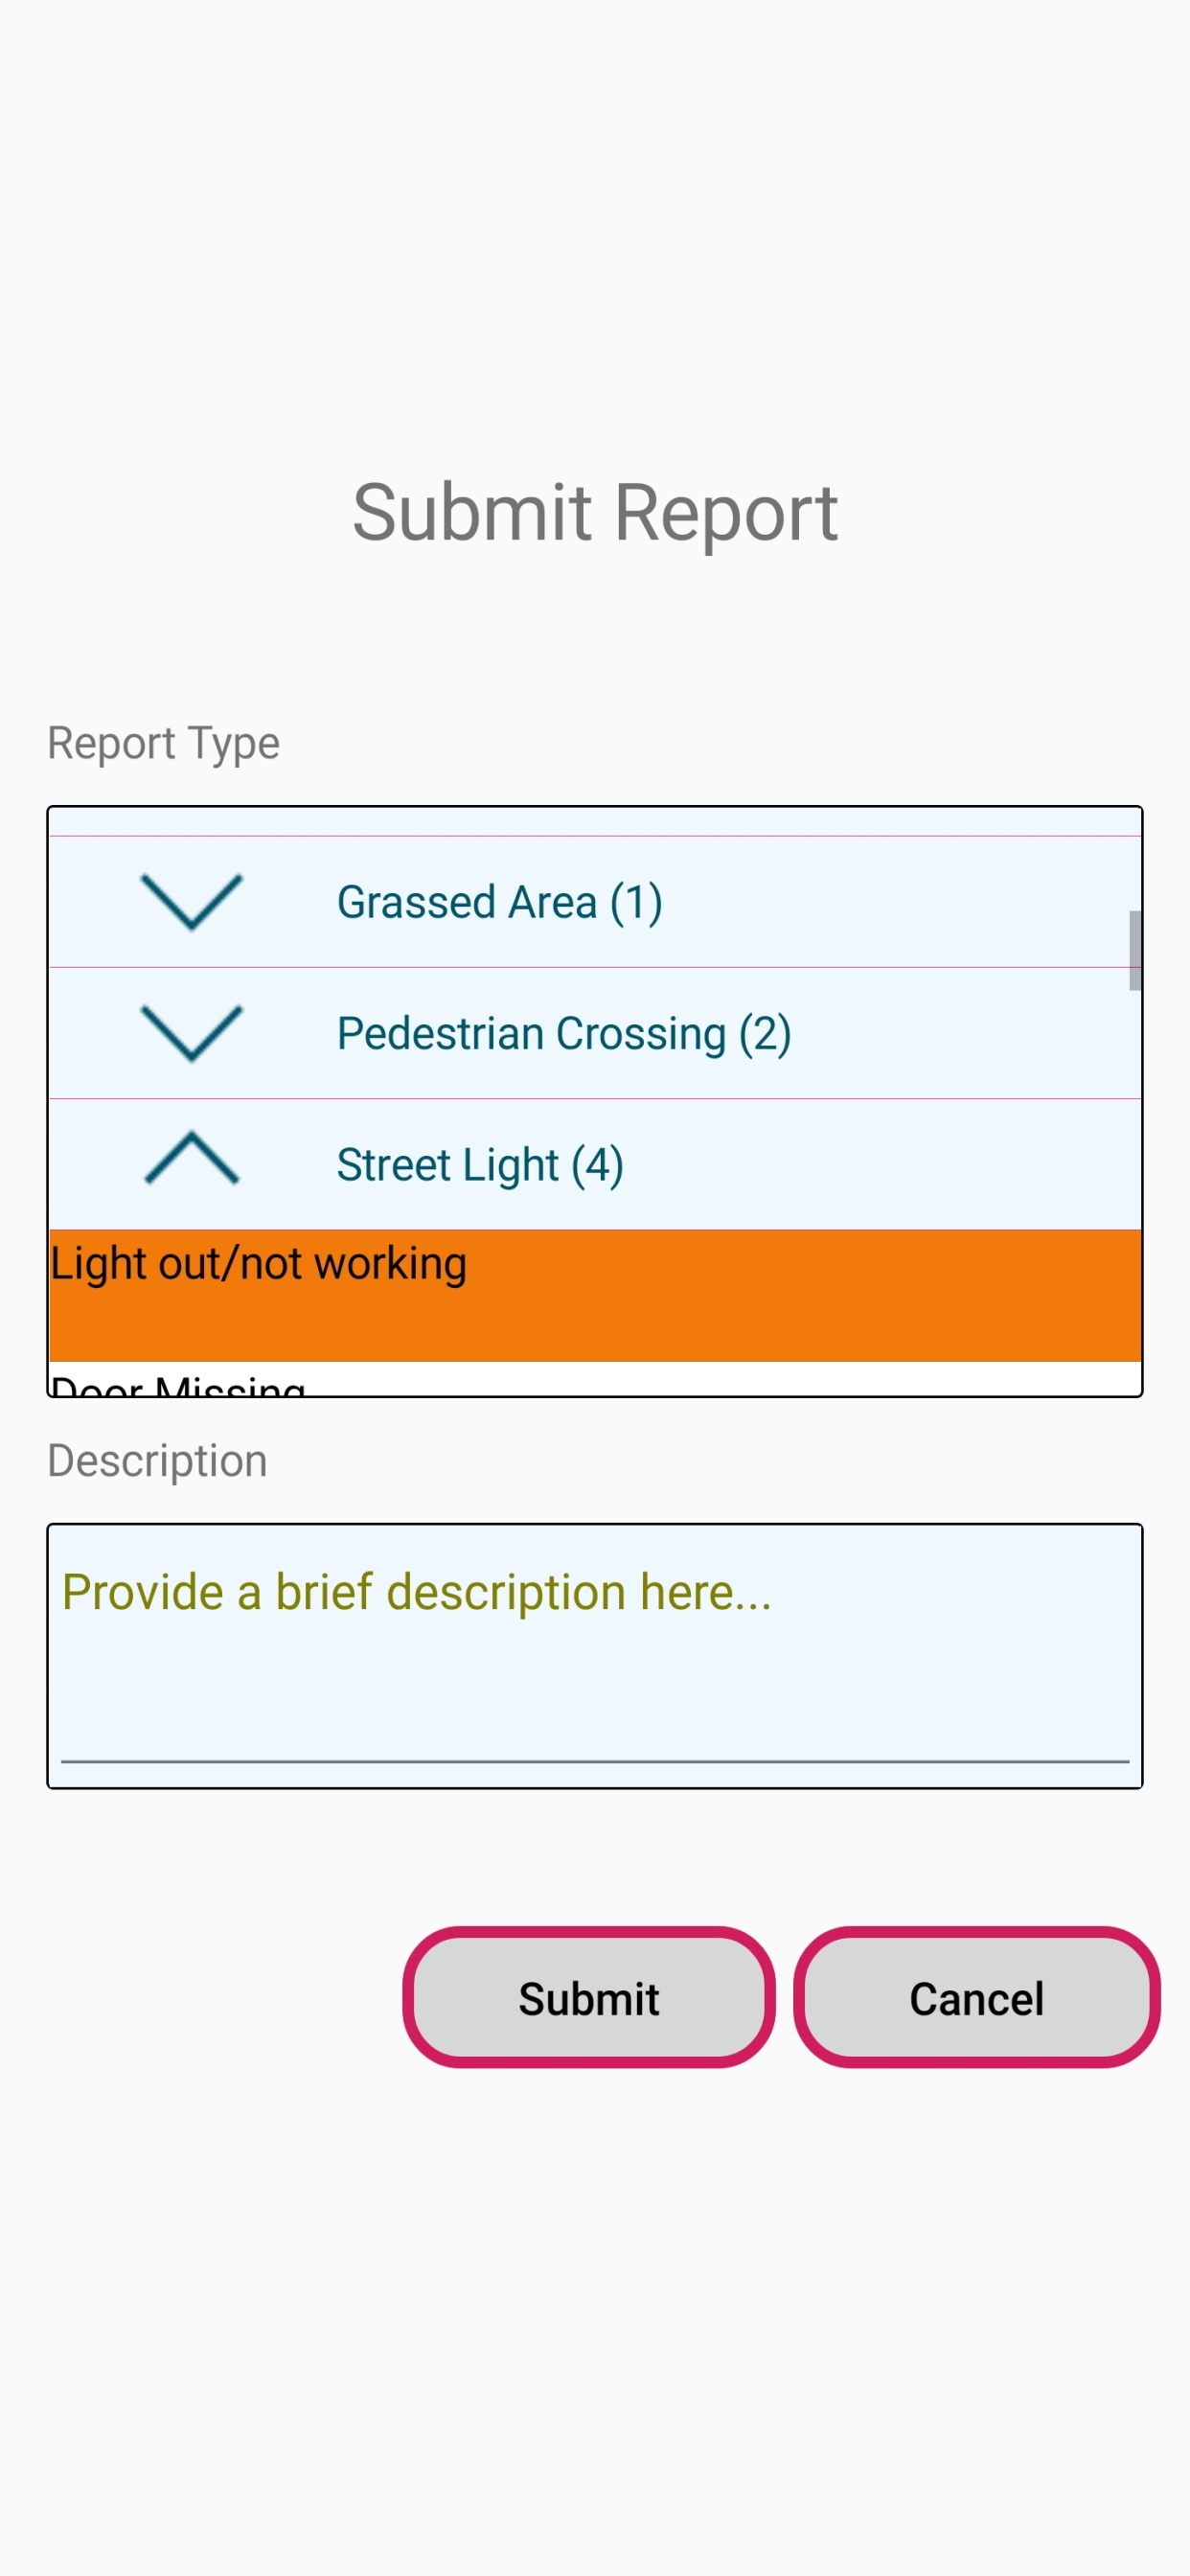 Submit Report
Report Type
Grassed Area (1)
Pedestrian Crossing (2)
Street Light (4)
Light out/not working
Door Missing
Description
Provide a brief description here...
Submit
Cancel